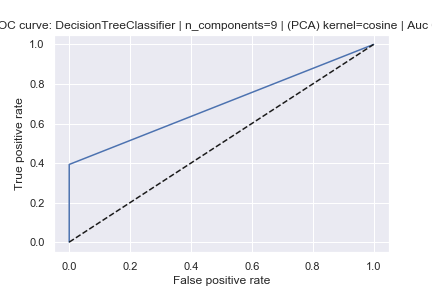 OC curve: DecisionTreeClassifier | n_components=9 | (PCA) kernel=cosine | Auc
1.0
0.8
0.6
0.4
0.2
0.0
True positive rate
0.0 0.2 0.4 0.6 0.8 1.0
False positive rate